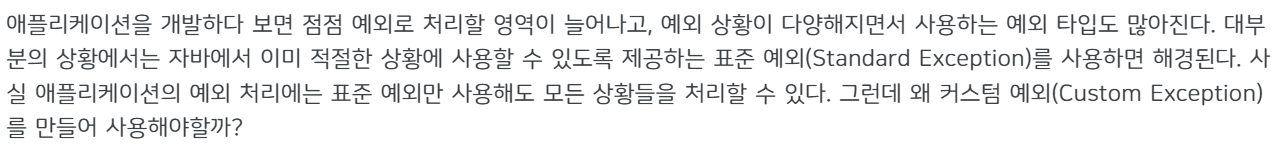 애플리케이션을 개발하다 보면 점점 예외로 처리할 영역이 늘어나고, 예외 상황이 다양해지면서 사용하는 예외 타입도 많아진다. 대부
분의 상황에서는 자바에서 이미 적절한 상황에 사용할 수 있도록 제공하는 표준 예외(Standard Exception)를 사용하면 해결된다. 사
실 애플리케이션의 예외 처리에는 표준 예외만 사용해도 모든 상황들을 처리할 수 있다. 그런데 왜 커스텀 예외(Custom Exception)
를 만들어 사용해야할까?